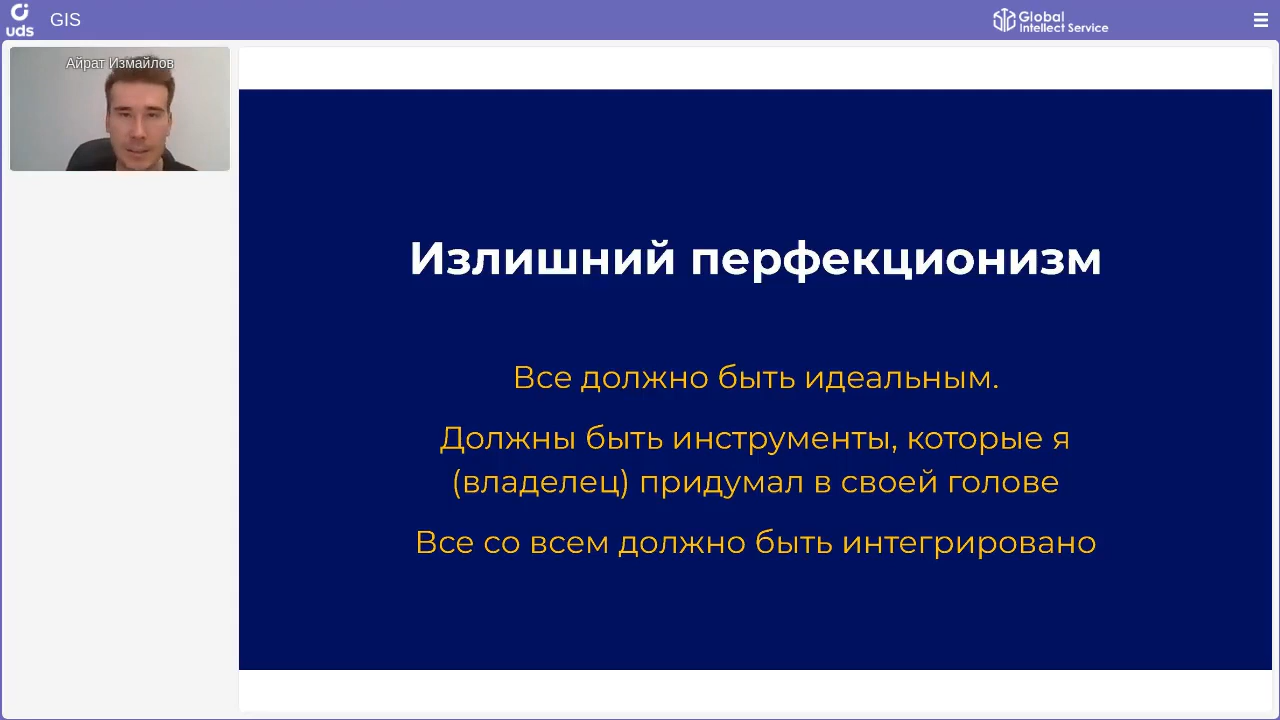 uds
GIS
Global
Intellect Service
Айрат Измайлов
Излишний перфекционизм
Все должно быть идеальным.
Должны быть инструменты, которые я
(владелец) придумал в своей голове
Все со всем должно быть интегрировано